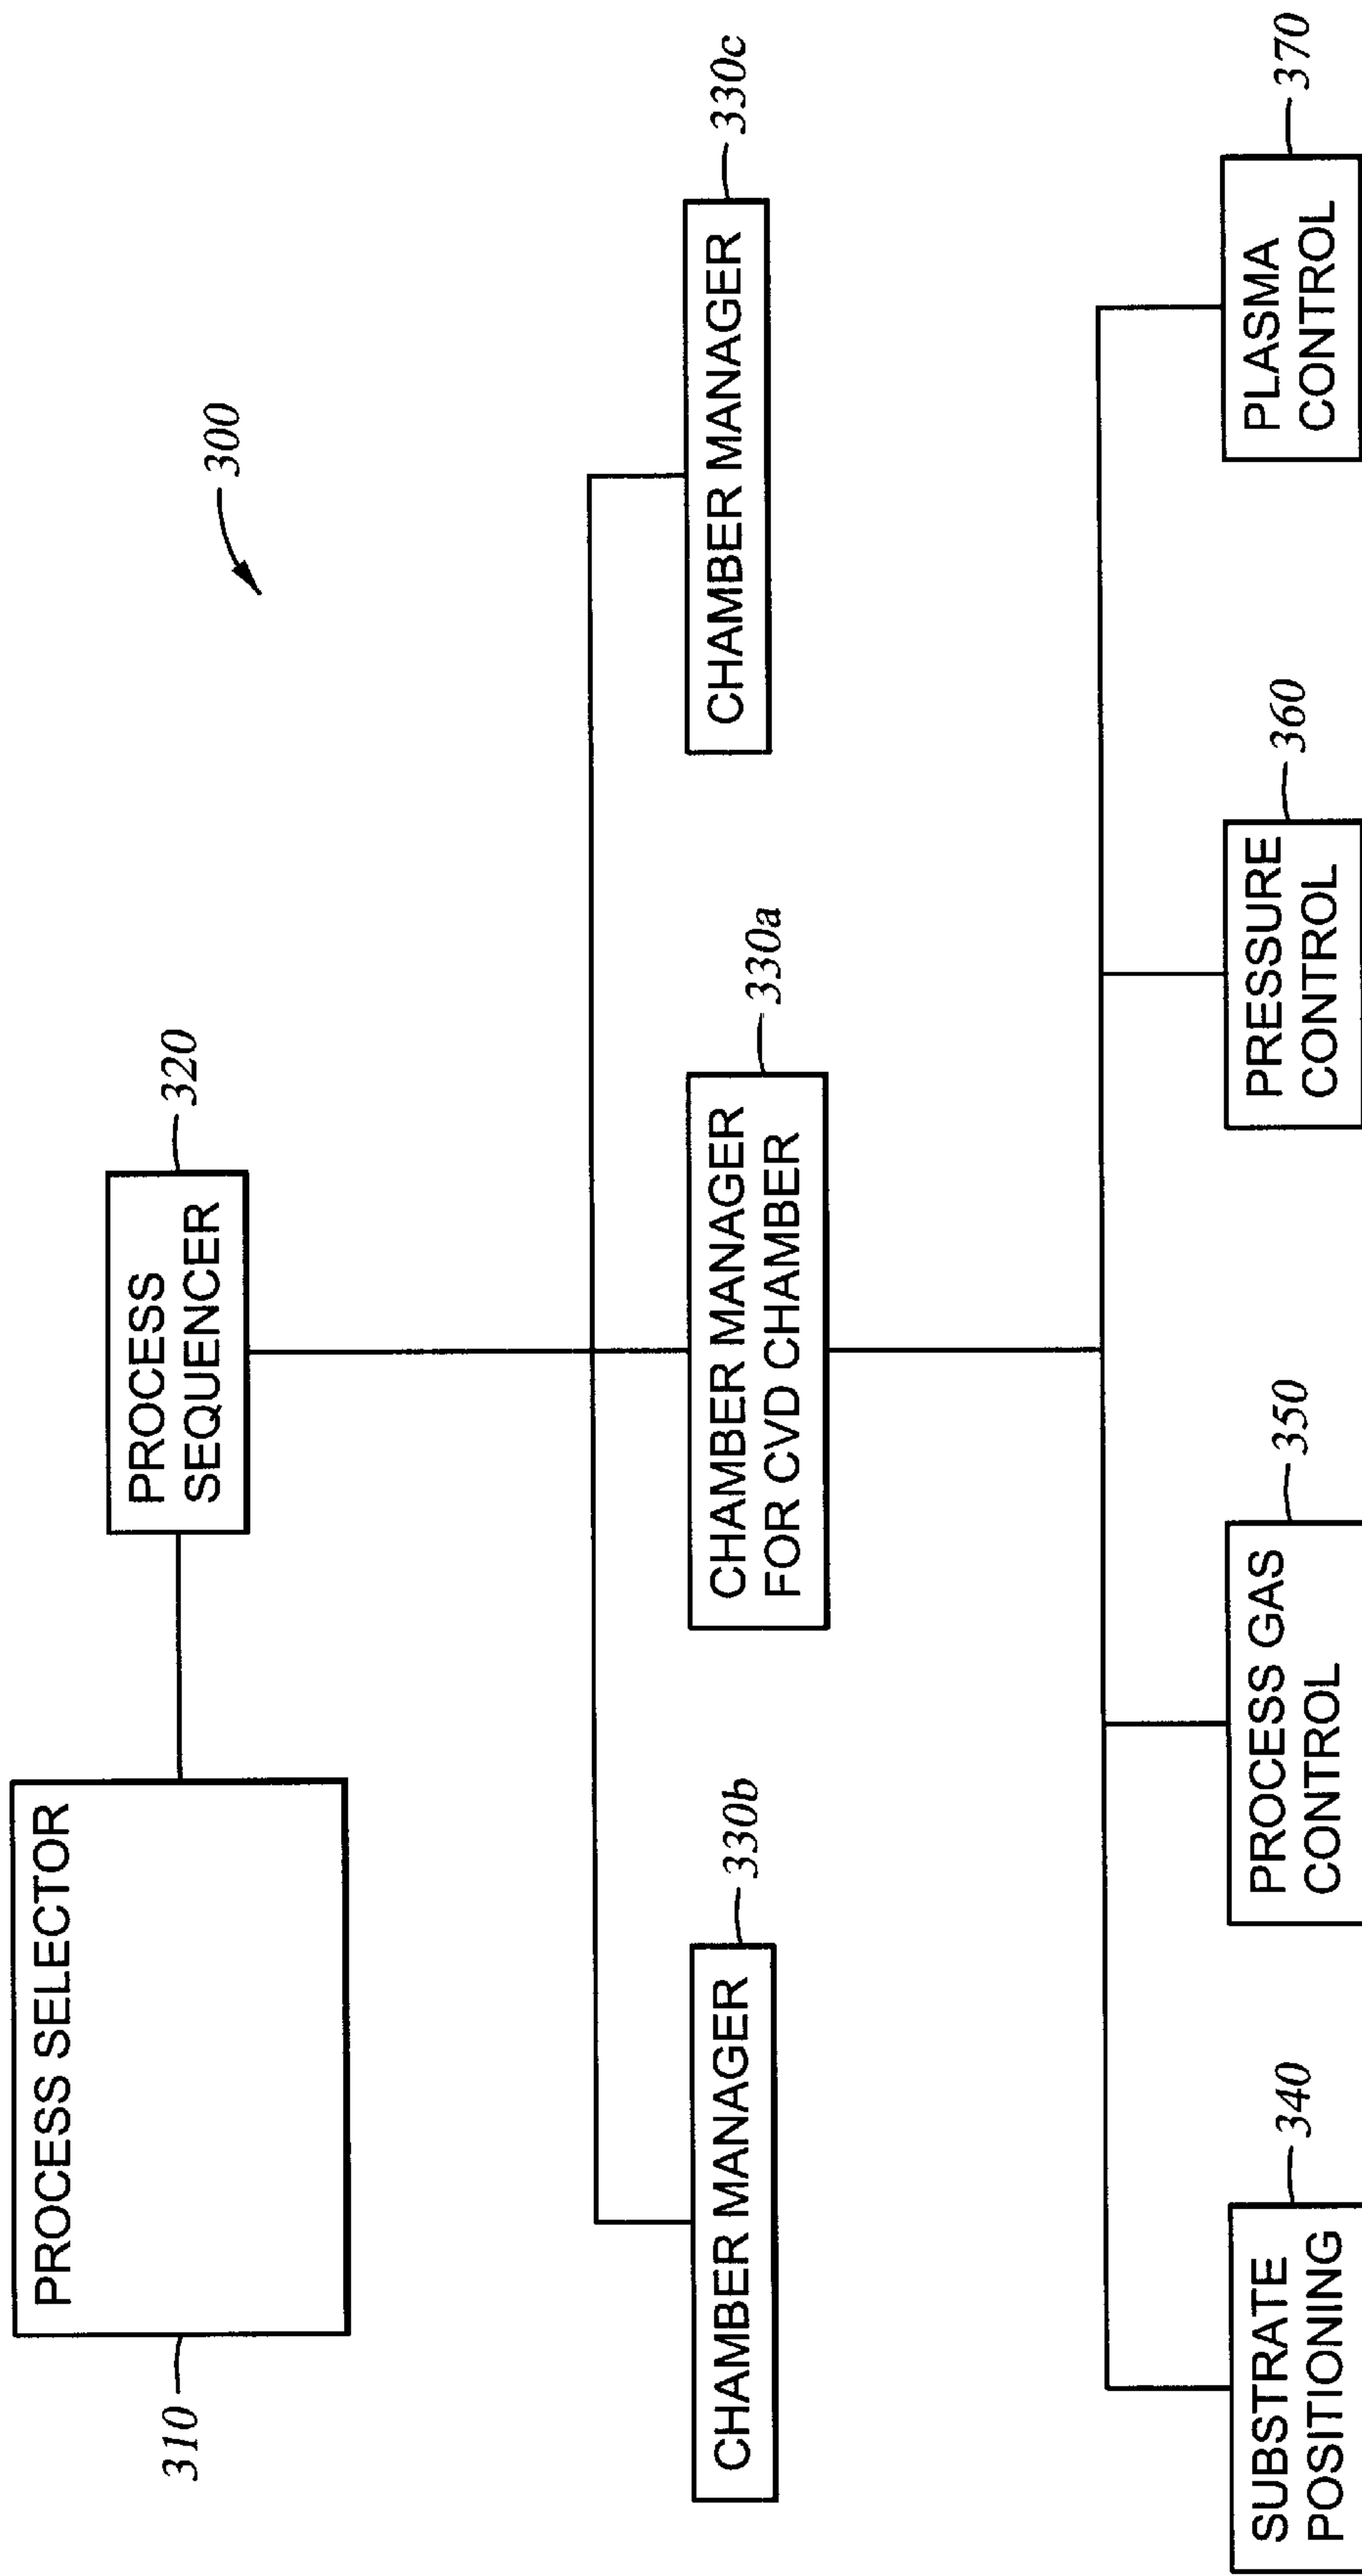 300
PROCESS SELECTOR
310
PROCESS
SEQUENCER
320
CHAMBER MANAGER
330b
CHAMBER MANAGER
FOR CVD CHAMBER
330a
CHAMBER MANAGER
330c
SUBSTRATE
POSITIONING
340
PROCESS GAS
CONTROL
350
PRESSURE
CONTROL
360
PLASMA
CONTROL
370